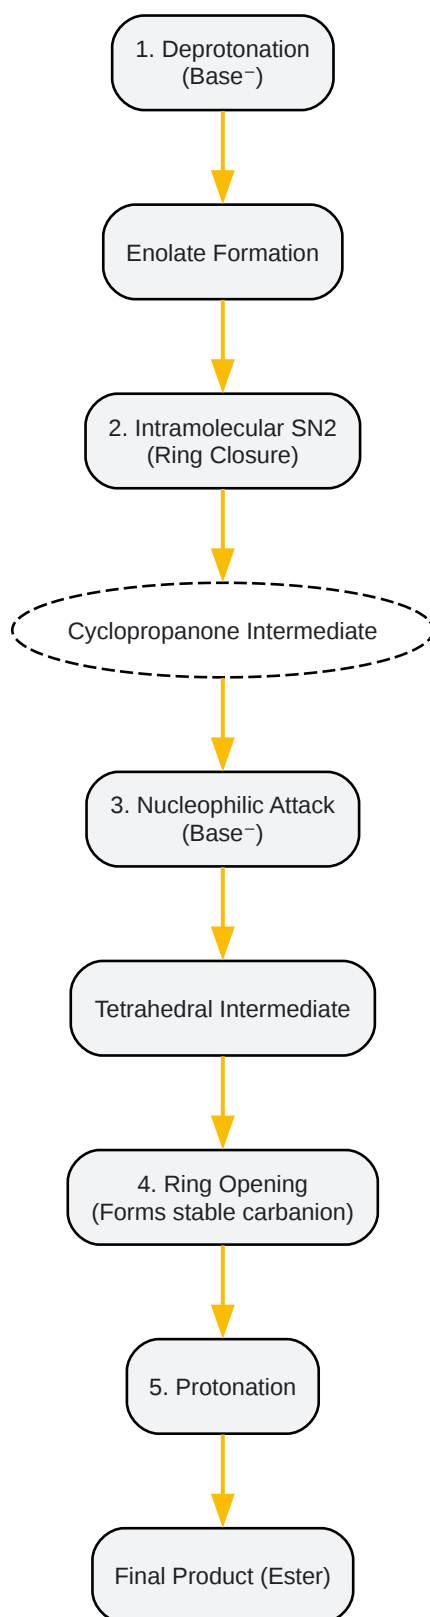 1. Deprotonation
(Base⁻)
Enolate Formation
2. Intramolecular SN2
(Ring Closure)
Cyclopropanone Intermediate
3. Nucleophilic Attack
(Base⁻)
Tetrahedral Intermediate
4. Ring Opening
(Forms stable carbanion)
5. Protonation
Final Product (Ester)